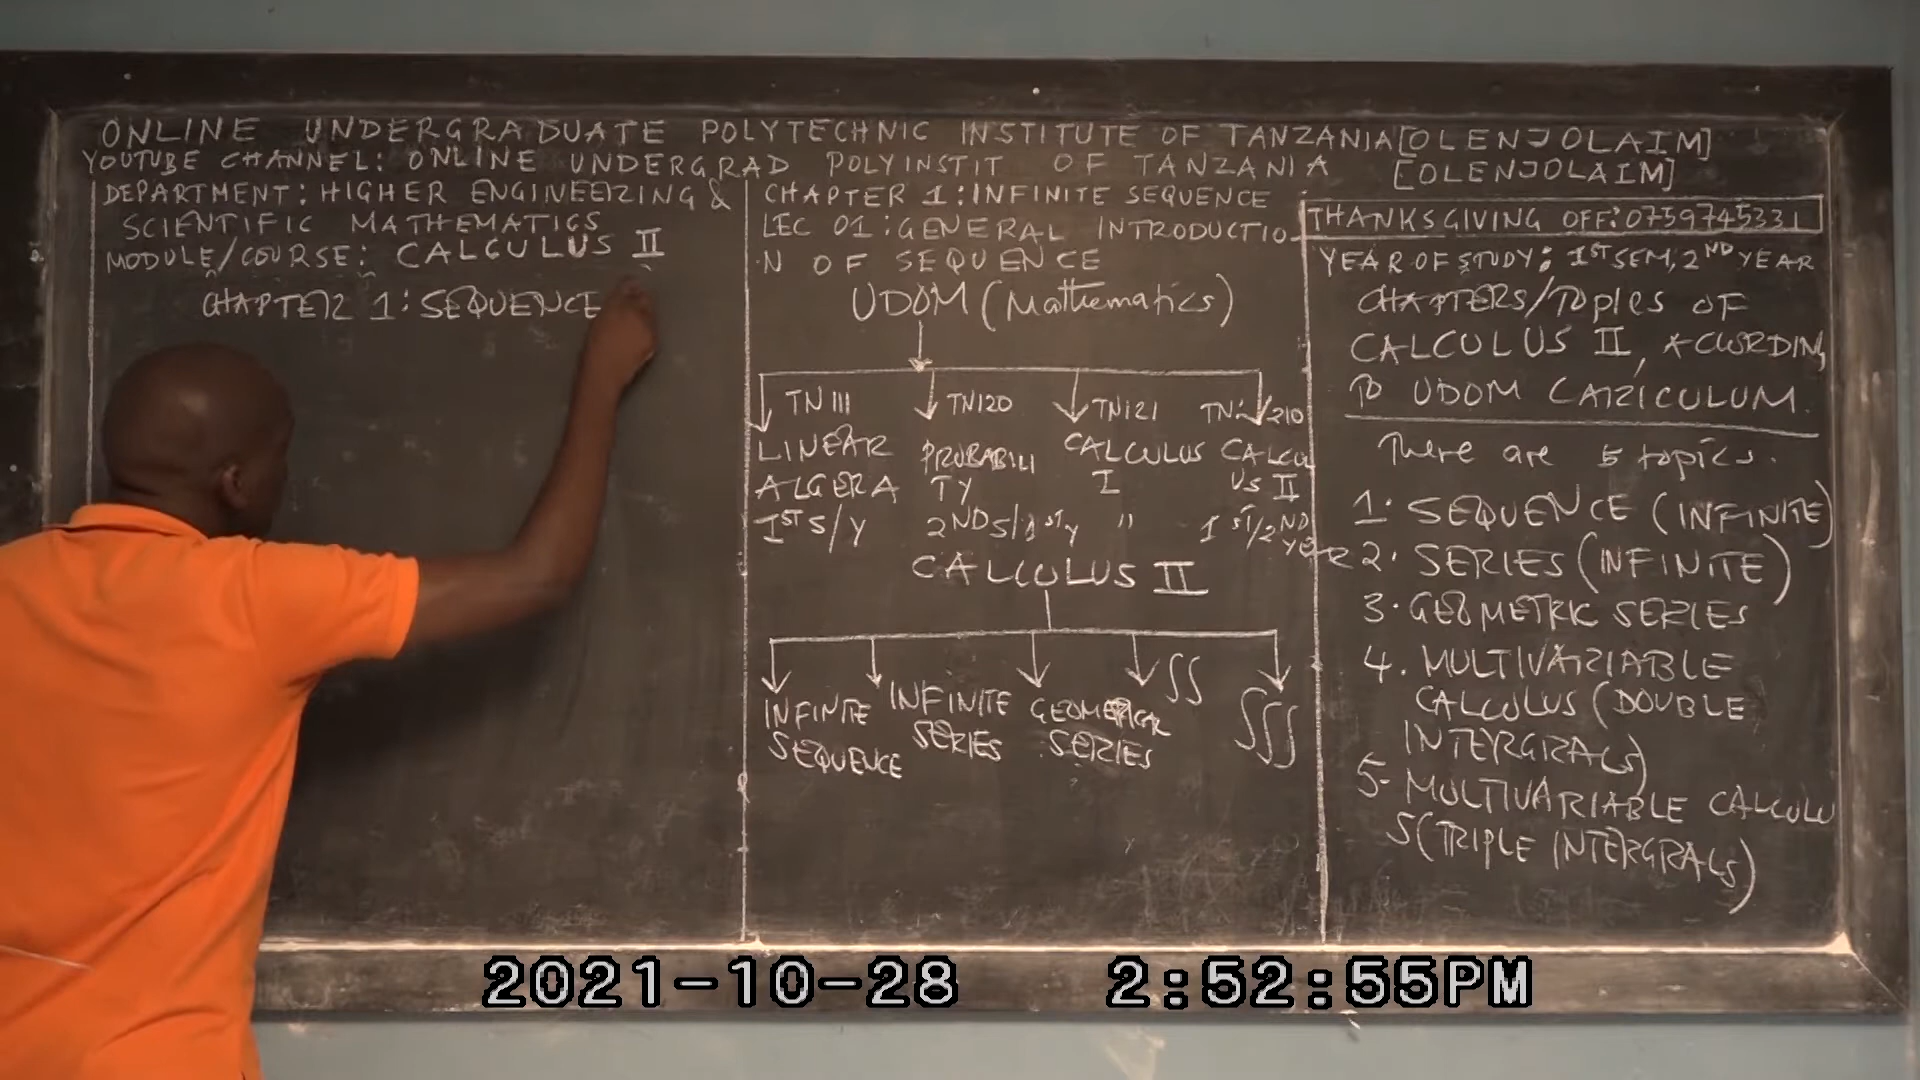 ONLINE UNDERGRADUATE POLYTECHNIC INSTITUTE OF TANZANIA [OLENJOLAIM]
YOUTUBE CHANNEL: ONLINE UNDERGRAD POLYINSTIT OF TANZANIA [OLENJOLAIM]
DEPARTMENT: HIGHER ENGINEERING &
SCIENTIFIC MATHEMATICS
MODULE/COURSE: CALCULUS II
CHAPTER 1: SEQUENCE
CHAPTER 1: INFINITE SEQUENCE
LEC 01: GENERAL INTRODUCTIO
N OF SEQUENCE
UDOM (Mathematics)
TN111 TN120 TN121 210
LINEAR PROBABILI CALCULUS CALCUL
ALGERA TY I US II
1ST S/Y 2ND S/1STY " 1ST/2ND
YEAR
CALCULUS II
INFINITE INFINITE GEOMETRICAL ∫∫ ∫∫∫
SEQUENCE SERIES SERIES
THANKSGIVING OFF: 0759745331
YEAR OF STUDY: 1ST SEM, 2ND YEAR
CHAPTERS/TOPICS OF
CALCULUS II, ACCORDING
TO UDOM CARICULUM.
There are 5 topics.
1. SEQUENCE (INFINITE)
2. SERIES (INFINITE)
3. GEOMETRIC SERIES
4. MULTIVARIABLE
CALCULUS (DOUBLE
INTERGRALS)
5- MULTIVARIABLE CALCULU
S (TRIPLE INTERGRALS)
2021-10-28 2:52:55PM